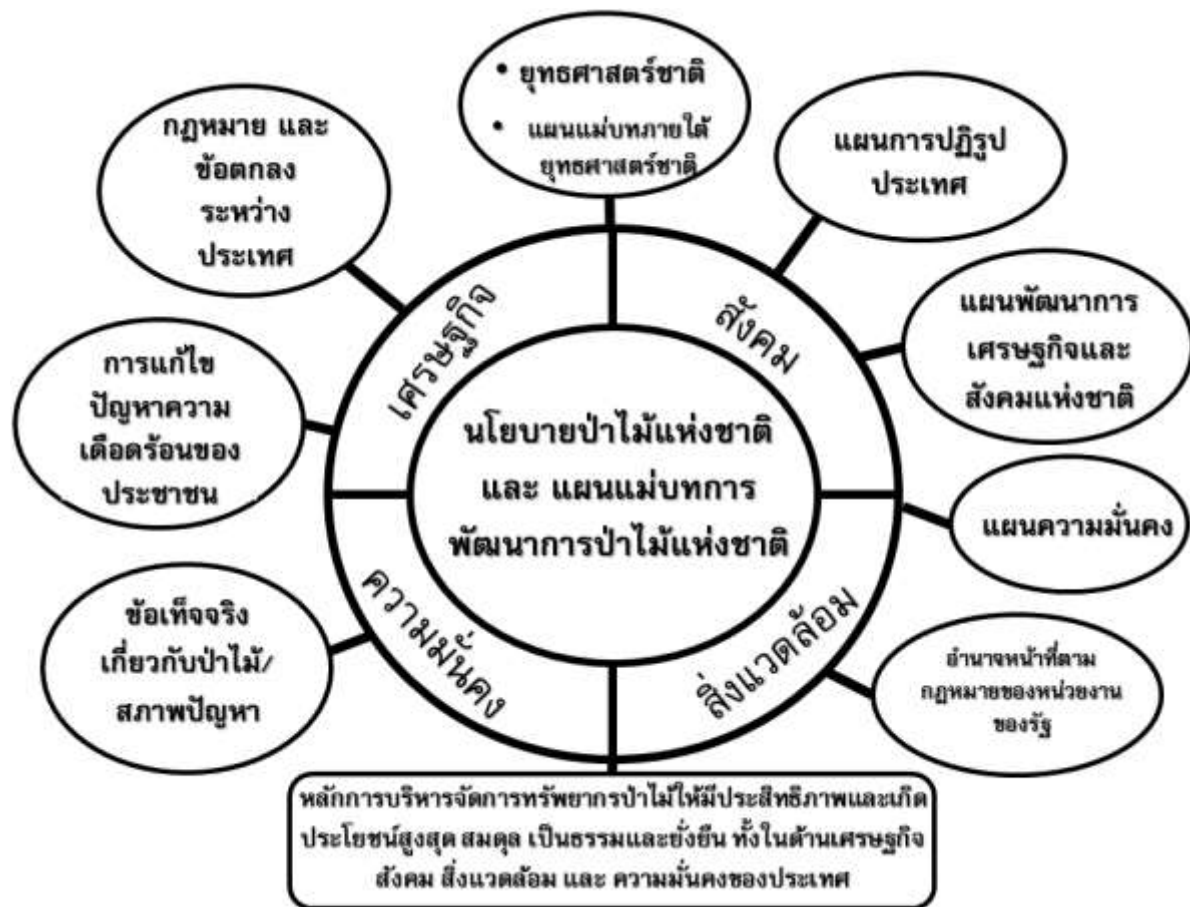 • ยุทธศาสตร์ชาติ
• แผนแม่บทภายใต้
ยุทธศาสตร์ชาติ
กฎหมาย และ
ข้อตกลง
ระหว่าง
ประเทศ
แผนการปฏิรูป
ประเทศ
แผนพัฒนาการ
เศรษฐกิจและ
สังคมแห่งชาติ
การแก้ไข
ปัญหาความ
เดือดร้อนของ
ประชาชน
เศรษฐกิจ
สังคม
นโยบายป่าไม้แห่งชาติ
และ แผนแม่บทการ
พัฒนาการป่าไม้แห่งชาติ
แผนความมั่นคง
ความมั่นคง
สิ่งแวดล้อม
ข้อเท็จจริง
เกี่ยวกับป่าไม้/
สภาพปัญหา
อำนาจหน้าที่ตาม
กฎหมายของหน่วยงาน
ของรัฐ
หลักการบริหารจัดการทรัพยากรป่าไม้ให้มีประสิทธิภาพและเกิด
ประโยชน์สูงสุด สมดุล เป็นธรรมและยั่งยืน ทั้งในด้านเศรษฐกิจ
สังคม สิ่งแวดล้อม และ ความมั่นคงของประเทศ